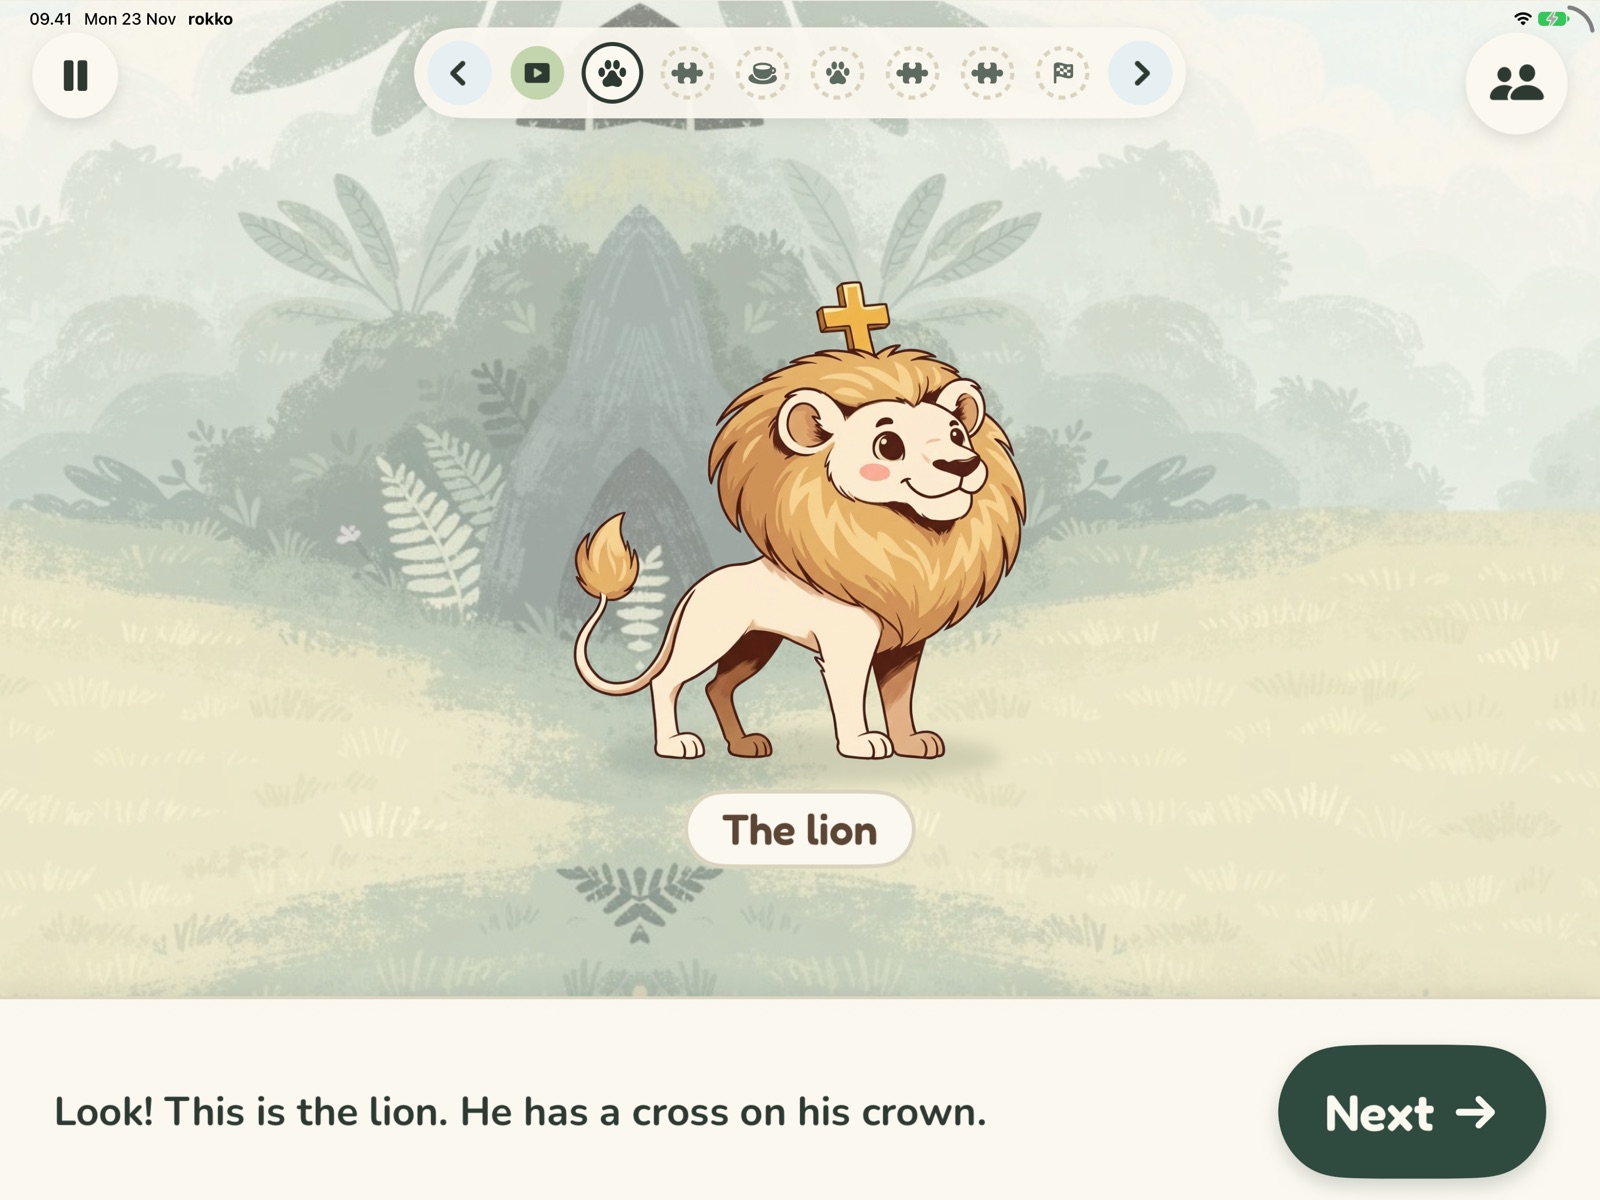 09.41 Mon 23 Nov rokko
The lion
Look! This is the lion. He has a cross on his crown.
Next